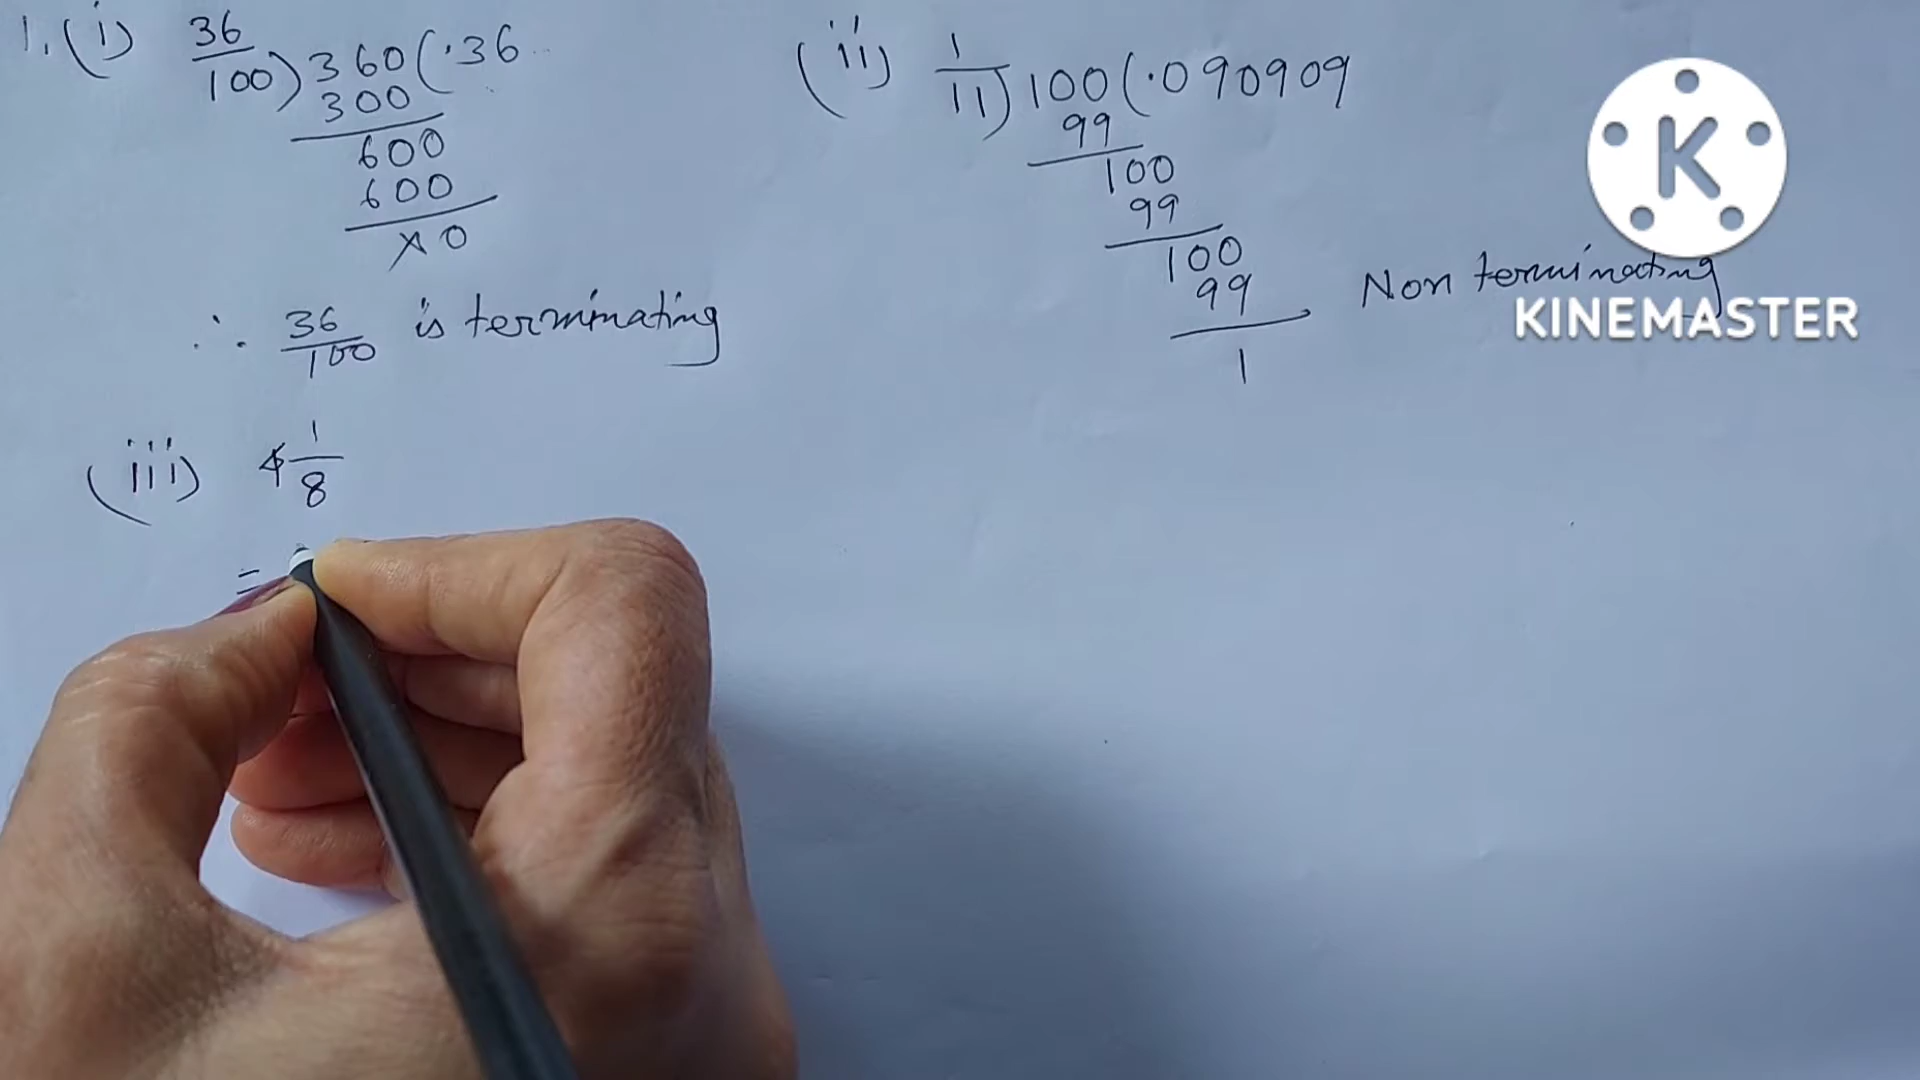 1. (i) 36/100 ) 360 ( .36
300
600
600
×0
∴ 36/100 is terminating
(ii) 1/11 ) 100 ( .090909
99
100
99
100
99
1
Non terminating
K
KINEMASTER
(iii) 4 1/8
=